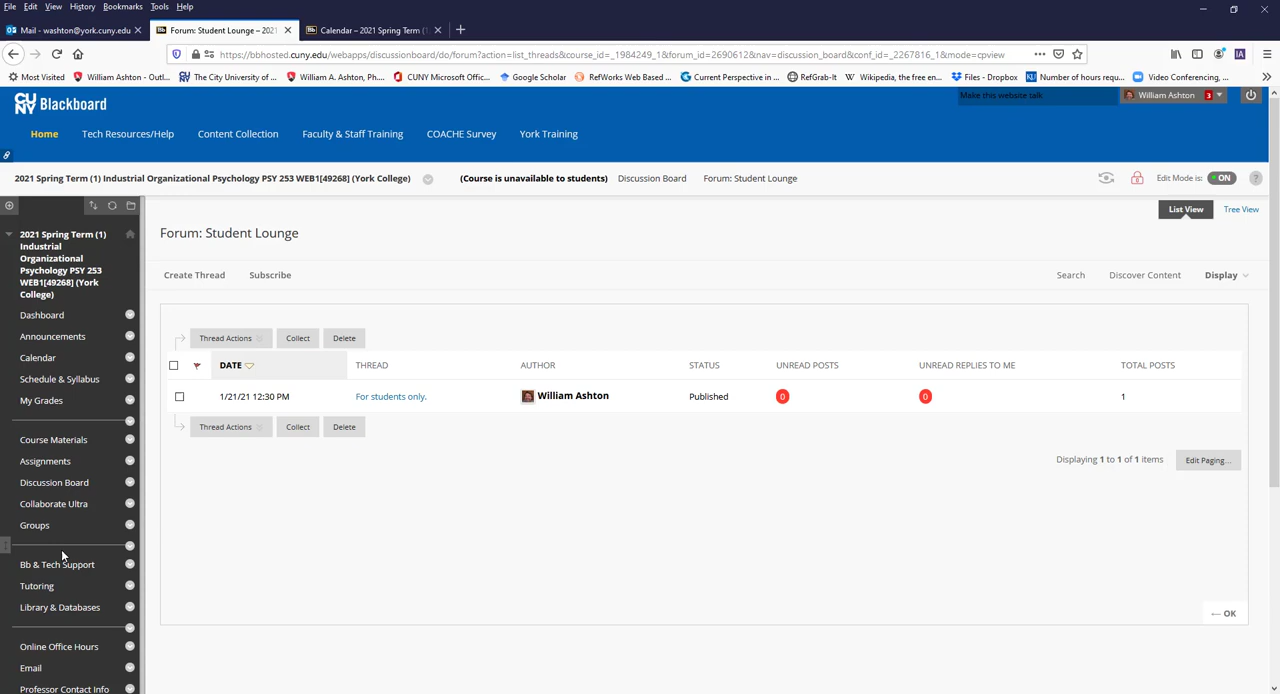 File Edit View History Bookmarks Tools Help
Mail - washton@york.cuny.edu
Forum: Student Lounge – 2021
Calendar – 2021 Spring Term (1
https://bbhosted.cuny.edu/webapps/discussionboard/do/forum?action=list_threads&course_id=_1984249_1&forum_id=2690612&nav=discussion_board&conf_id=_2267816_1&mode=cpview
Most Visited William Ashton - Outl... The City University of ... William A. Ashton, Ph.... CUNY Microsoft Offic... Google Scholar RefWorks Web Based ... Current Perspective in ... RefGrab-It Wikipedia, the free en... Files - Dropbox Number of hours requ... Video Conferencing, ...
CU NY Blackboard
Make this website talk
William Ashton 3
Home Tech Resources/Help Content Collection Faculty & Staff Training COACHE Survey York Training
2021 Spring Term (1) Industrial Organizational Psychology PSY 253 WEB1[49268] (York College) (Course is unavailable to students) Discussion Board Forum: Student Lounge
Edit Mode is: ON ?
List View Tree View
2021 Spring Term (1)
Industrial
Organizational
Psychology PSY 253
WEB1[49268] (York
College)
Dashboard
Announcements
Calendar
Schedule & Syllabus
My Grades
Course Materials
Assignments
Discussion Board
Collaborate Ultra
Groups
Bb & Tech Support
Tutoring
Library & Databases
Online Office Hours
Email
Professor Contact Info
Forum: Student Lounge
Create Thread Subscribe
Search Discover Content Display
Thread Actions Collect Delete
DATE THREAD AUTHOR STATUS UNREAD POSTS UNREAD REPLIES TO ME TOTAL POSTS
1/21/21 12:30 PM For students only. William Ashton Published 0 0 1
Thread Actions Collect Delete
Displaying 1 to 1 of 1 items Edit Paging...
← OK